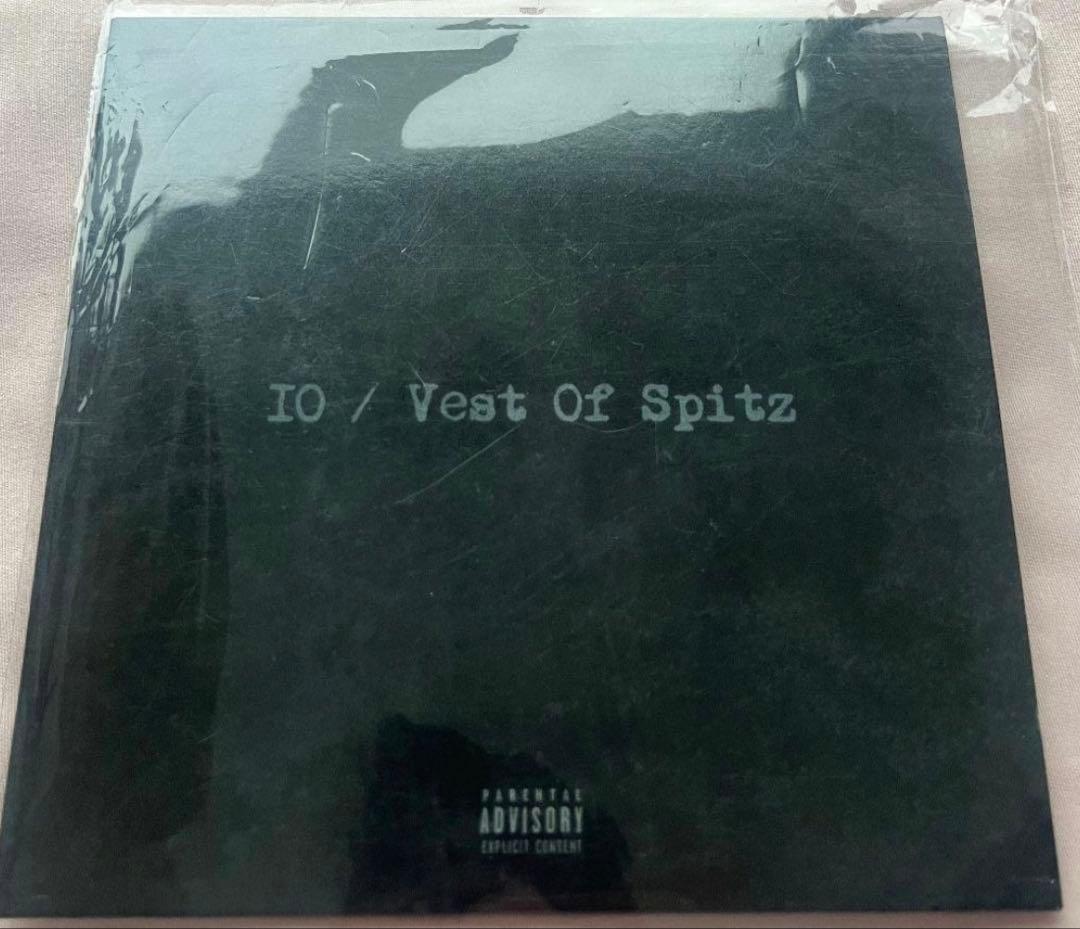 IO / Vest Of Spitz
PARENTAL
ADVISORY
EXPLICIT CONTENT